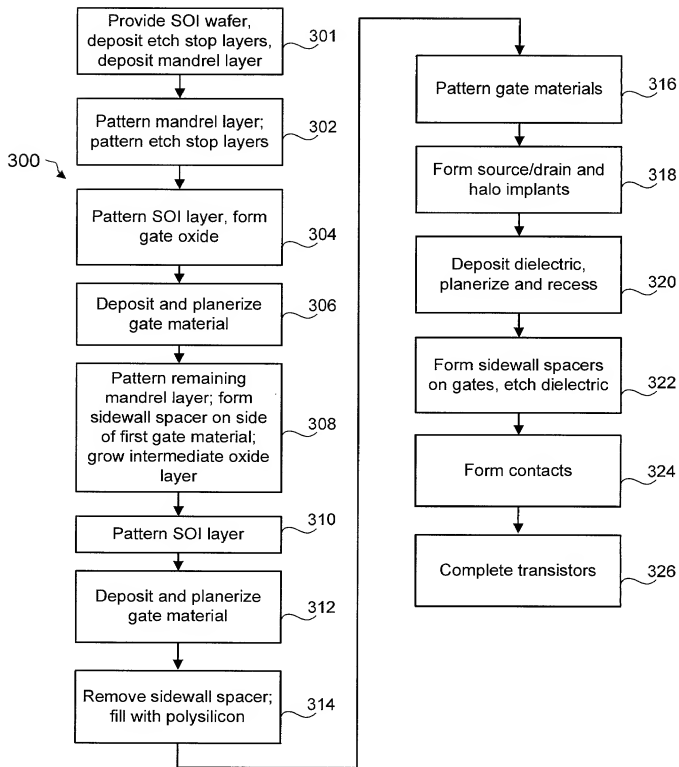 Provide SOI wafer,
deposit etch stop layers,
deposit mandrel layer
301
Pattern mandrel layer;
pattern etch stop layers
302
300
Pattern SOI layer, form
gate oxide
304
Deposit and planerize
gate material
306
Pattern remaining
mandrel layer; form
sidewall spacer on side
of first gate material;
grow intermediate oxide
layer
308
Pattern SOI layer
310
Deposit and planerize
gate material
312
Remove sidewall spacer;
fill with polysilicon
314
Pattern gate materials
316
Form source/drain and
halo implants
318
Deposit dielectric,
planerize and recess
320
Form sidewall spacers
on gates, etch dielectric
322
Form contacts
324
Complete transistors
326